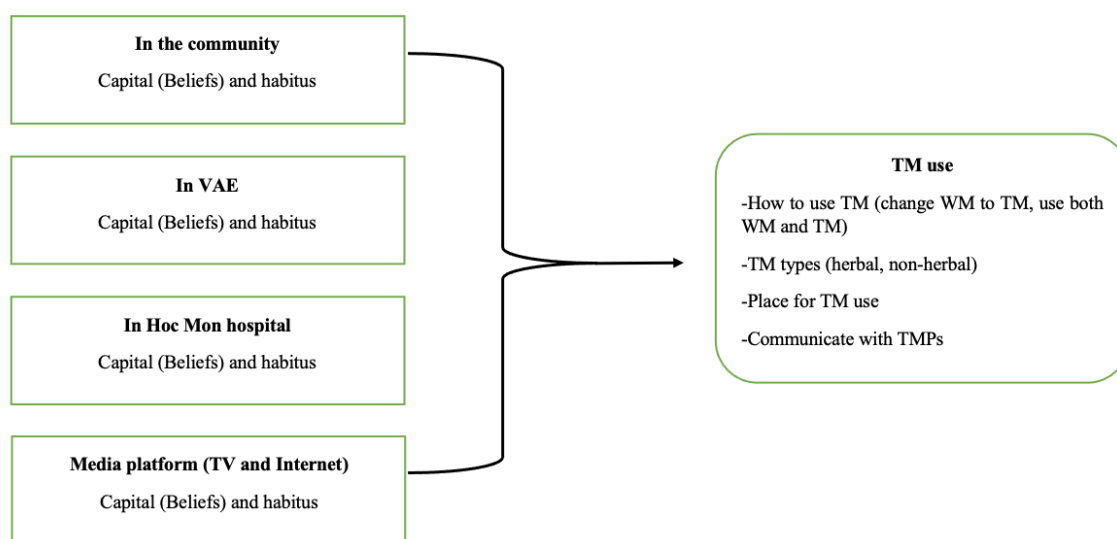 In the community
Capital (Beliefs) and habitus
In VAE
Capital (Beliefs) and habitus
In Hoc Mon hospital
Capital (Beliefs) and habitus
Media platform (TV and Internet)
Capital (Beliefs) and habitus
TM use
-How to use TM (change WM to TM, use both
WM and TM)
-TM types (herbal, non-herbal)
-Place for TM use
-Communicate with TMPs